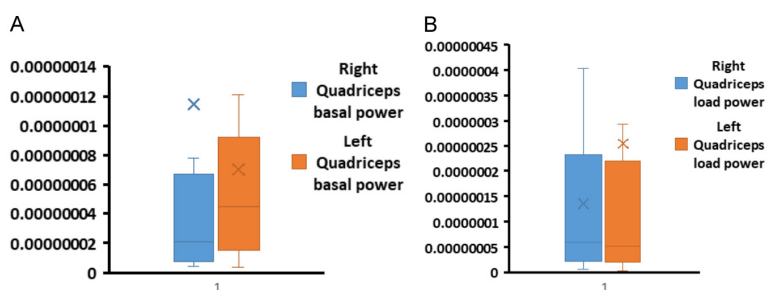 A
0.00000014
0.00000012
0.0000001
0.00000008
0.00000006
0.00000004
0.00000002
0
1
Right
Quadriceps
basal power
Left
Quadriceps
basal power
B
0.00000045
0.0000004
0.00000035
0.0000003
0.00000025
0.0000002
0.00000015
0.0000001
0.00000005
0
1
Right
Quadriceps
load power
Left
Quadriceps
load power